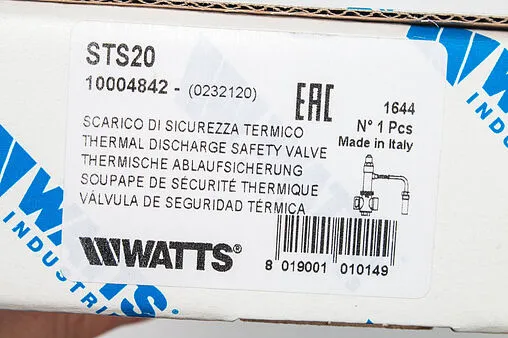 STS20
10004842 - (0232120)
EAC
1644
N° 1 Pcs
Made in Italy
SCARICO DI SICUREZZA TERMICO
THERMAL DISCHARGE SAFETY VALVE
THERMISCHE ABLAUFSICHERUNG
SOUPAPE DE SÉCURITÉ THERMIQUE
VÁLVULA DE SEGURIDAD TÉRMICA
WATTS®
8 019001 010149
INDUSTRI